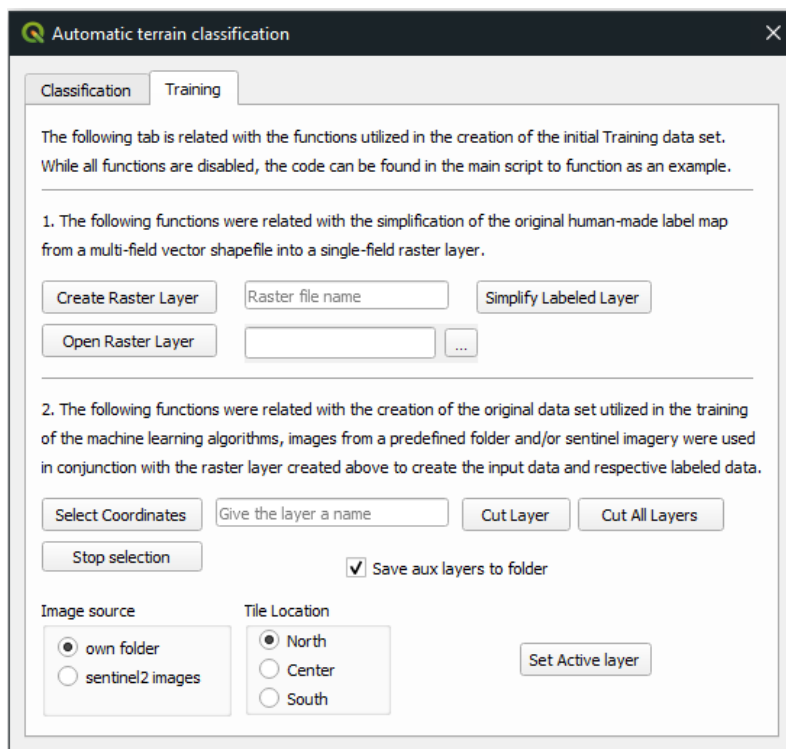 Automatic terrain classification
Classification
Training
The following tab is related with the functions utilized in the creation of the initial Training data set.
While all functions are disabled, the code can be found in the main script to function as an example.
1. The following functions were related with the simplification of the original human-made label map
from a multi-field vector shapefile into a single-field raster layer.
Create Raster Layer
Raster file name
Simplify Labeled Layer
Open Raster Layer
...
2. The following functions were related with the creation of the original data set utilized in the training
of the machine learning algorithms, images from a predefined folder and/or sentinel imagery were used
in conjunction with the raster layer created above to create the input data and respective labeled data.
Select Coordinates
Give the layer a name
Cut Layer
Cut All Layers
Stop selection
Save aux layers to folder
Image source
Tile Location
own folder
North
sentinel2 images
Center
South
Set Active layer